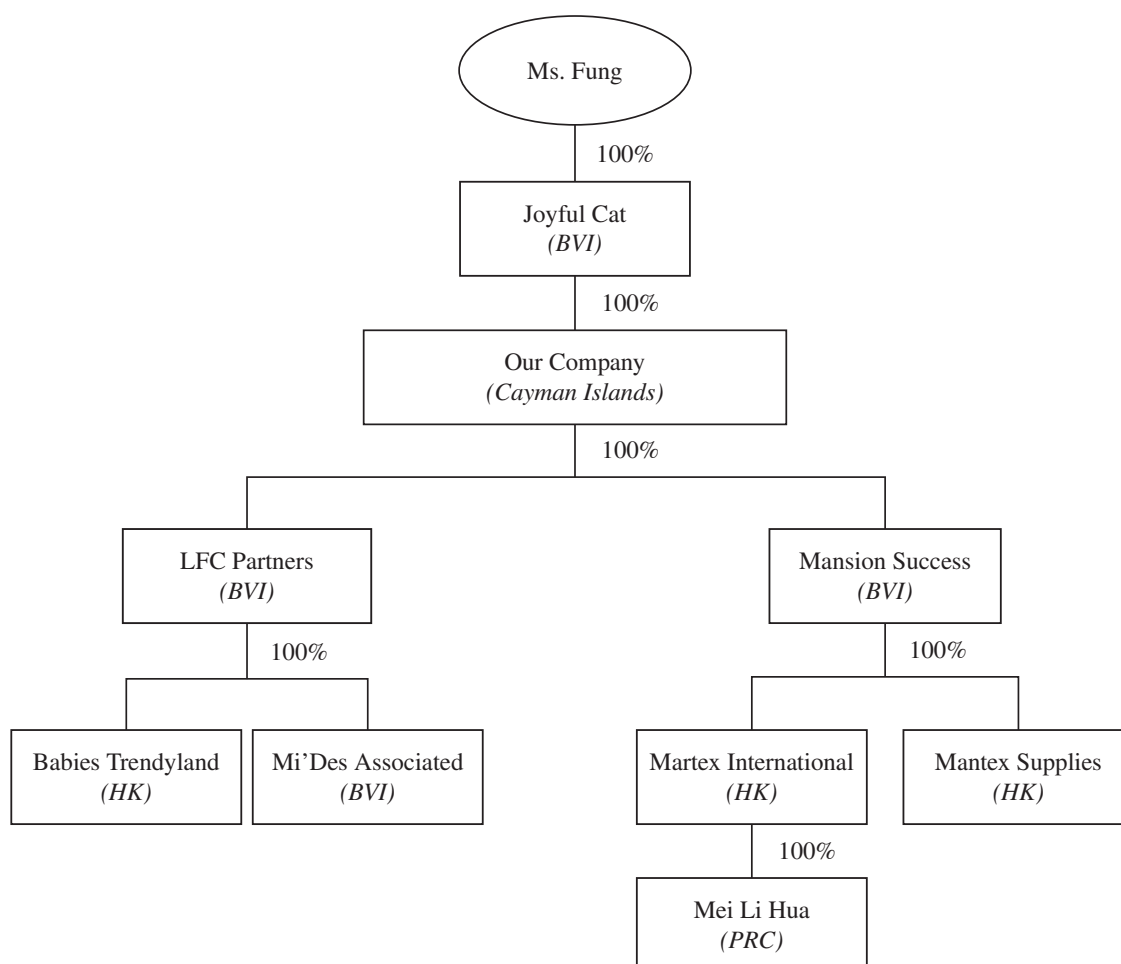 Ms. Fung
100%
Joyful Cat
(BVI)
100%
Our Company
(Cayman Islands)
100%
LFC Partners
(BVI)
Mansion Success
(BVI)
100%
100%
Babies Trendyland
(HK)
Mi’Des Associated
(BVI)
Martex International
(HK)
Mantex Supplies
(HK)
100%
Mei Li Hua
(PRC)